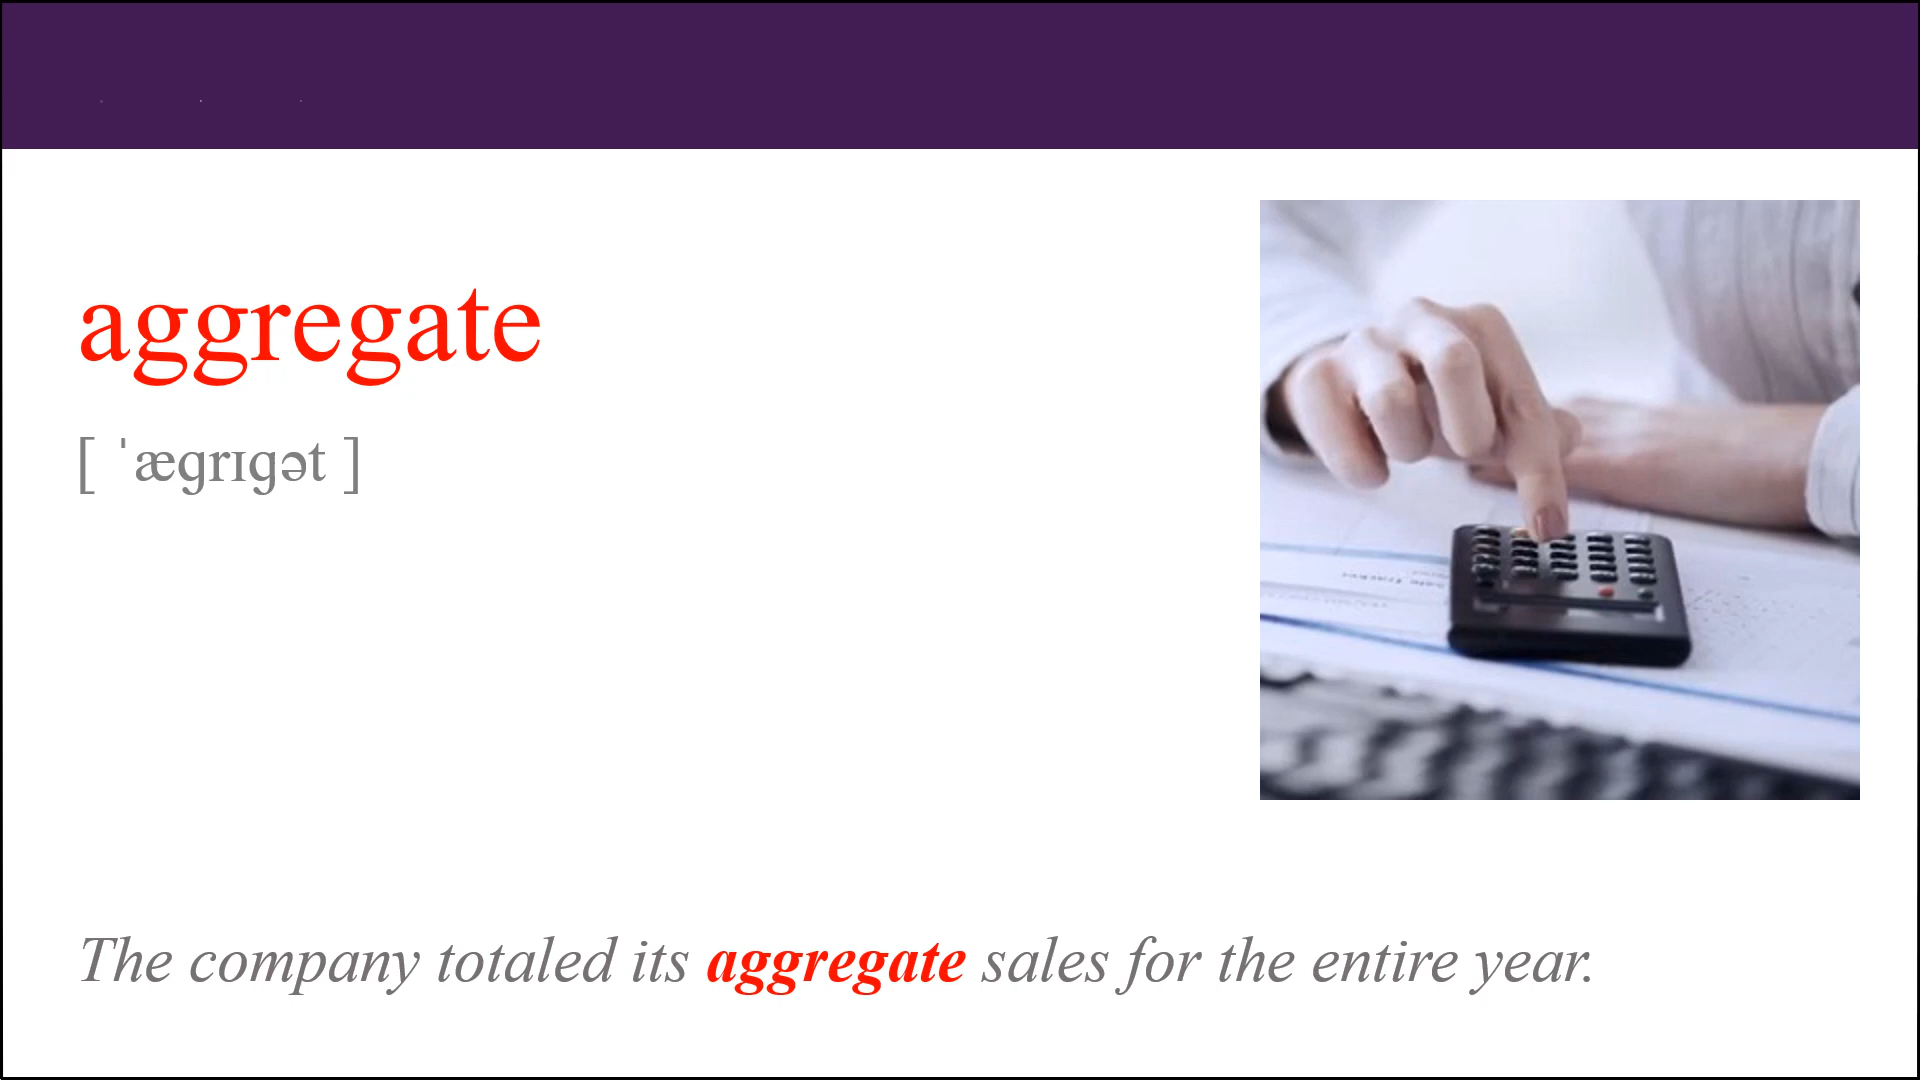 aggregate
[ ˈæɡrɪɡət ]
The company totaled its aggregate sales for the entire year.